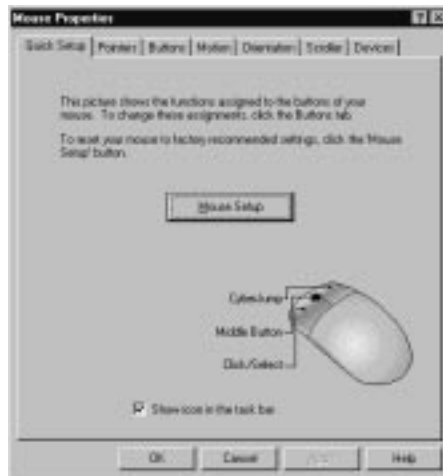 Mouse Properties
Quick Setup Pointers Buttons Motion Orientation Scroller Devices
This picture shows the functions assigned to the buttons of your
mouse. To change these assignments, click the Buttons tab.
To reset your mouse to factory recommended settings, click the 'Mouse
Setup' button.
Mouse Setup
CyberJump
Middle Button
Click/Select
Show icon in the task bar
OK Cancel Help